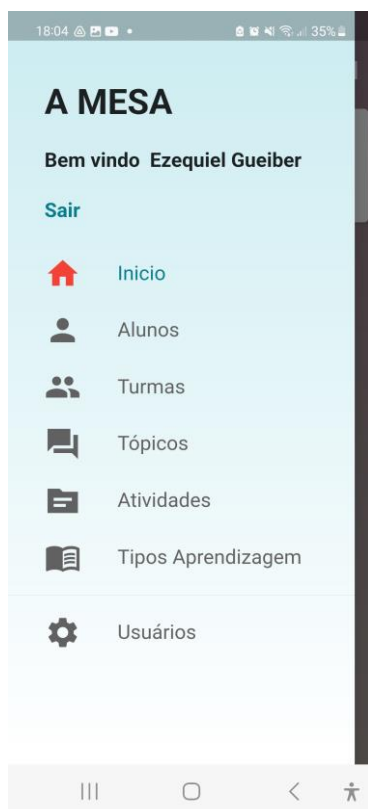 18:04 35%
A MESA
Bem vindo Ezequiel Gueiber
Sair
Inicio
Alunos
Turmas
Tópicos
Atividades
Tipos Aprendizagem
Usuários